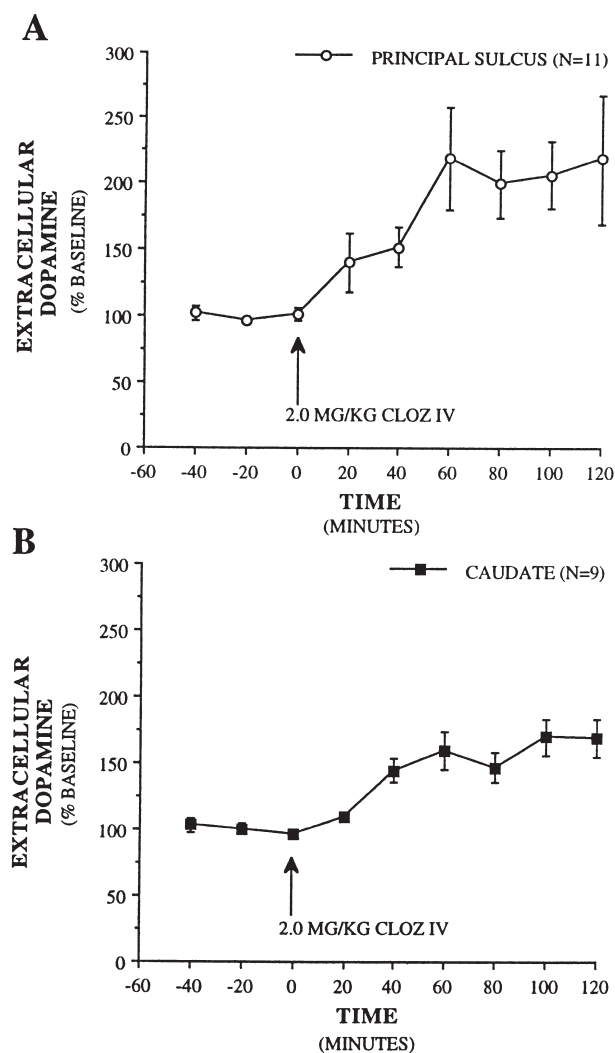 A
PRINCIPAL SULCUS (N=11)
300
250
200
150
100
50
0
EXTRACELLULAR
DOPAMINE
(% BASELINE)
2.0 MG/KG CLOZ IV
-60 -40 -20 0 20 40 60 80 100 120
TIME
(MINUTES)
B
CAUDATE (N=9)
300
250
200
150
100
50
0
EXTRACELLULAR
DOPAMINE
(% BASELINE)
2.0 MG/KG CLOZ IV
-60 -40 -20 0 20 40 60 80 100 120
TIME
(MINUTES)